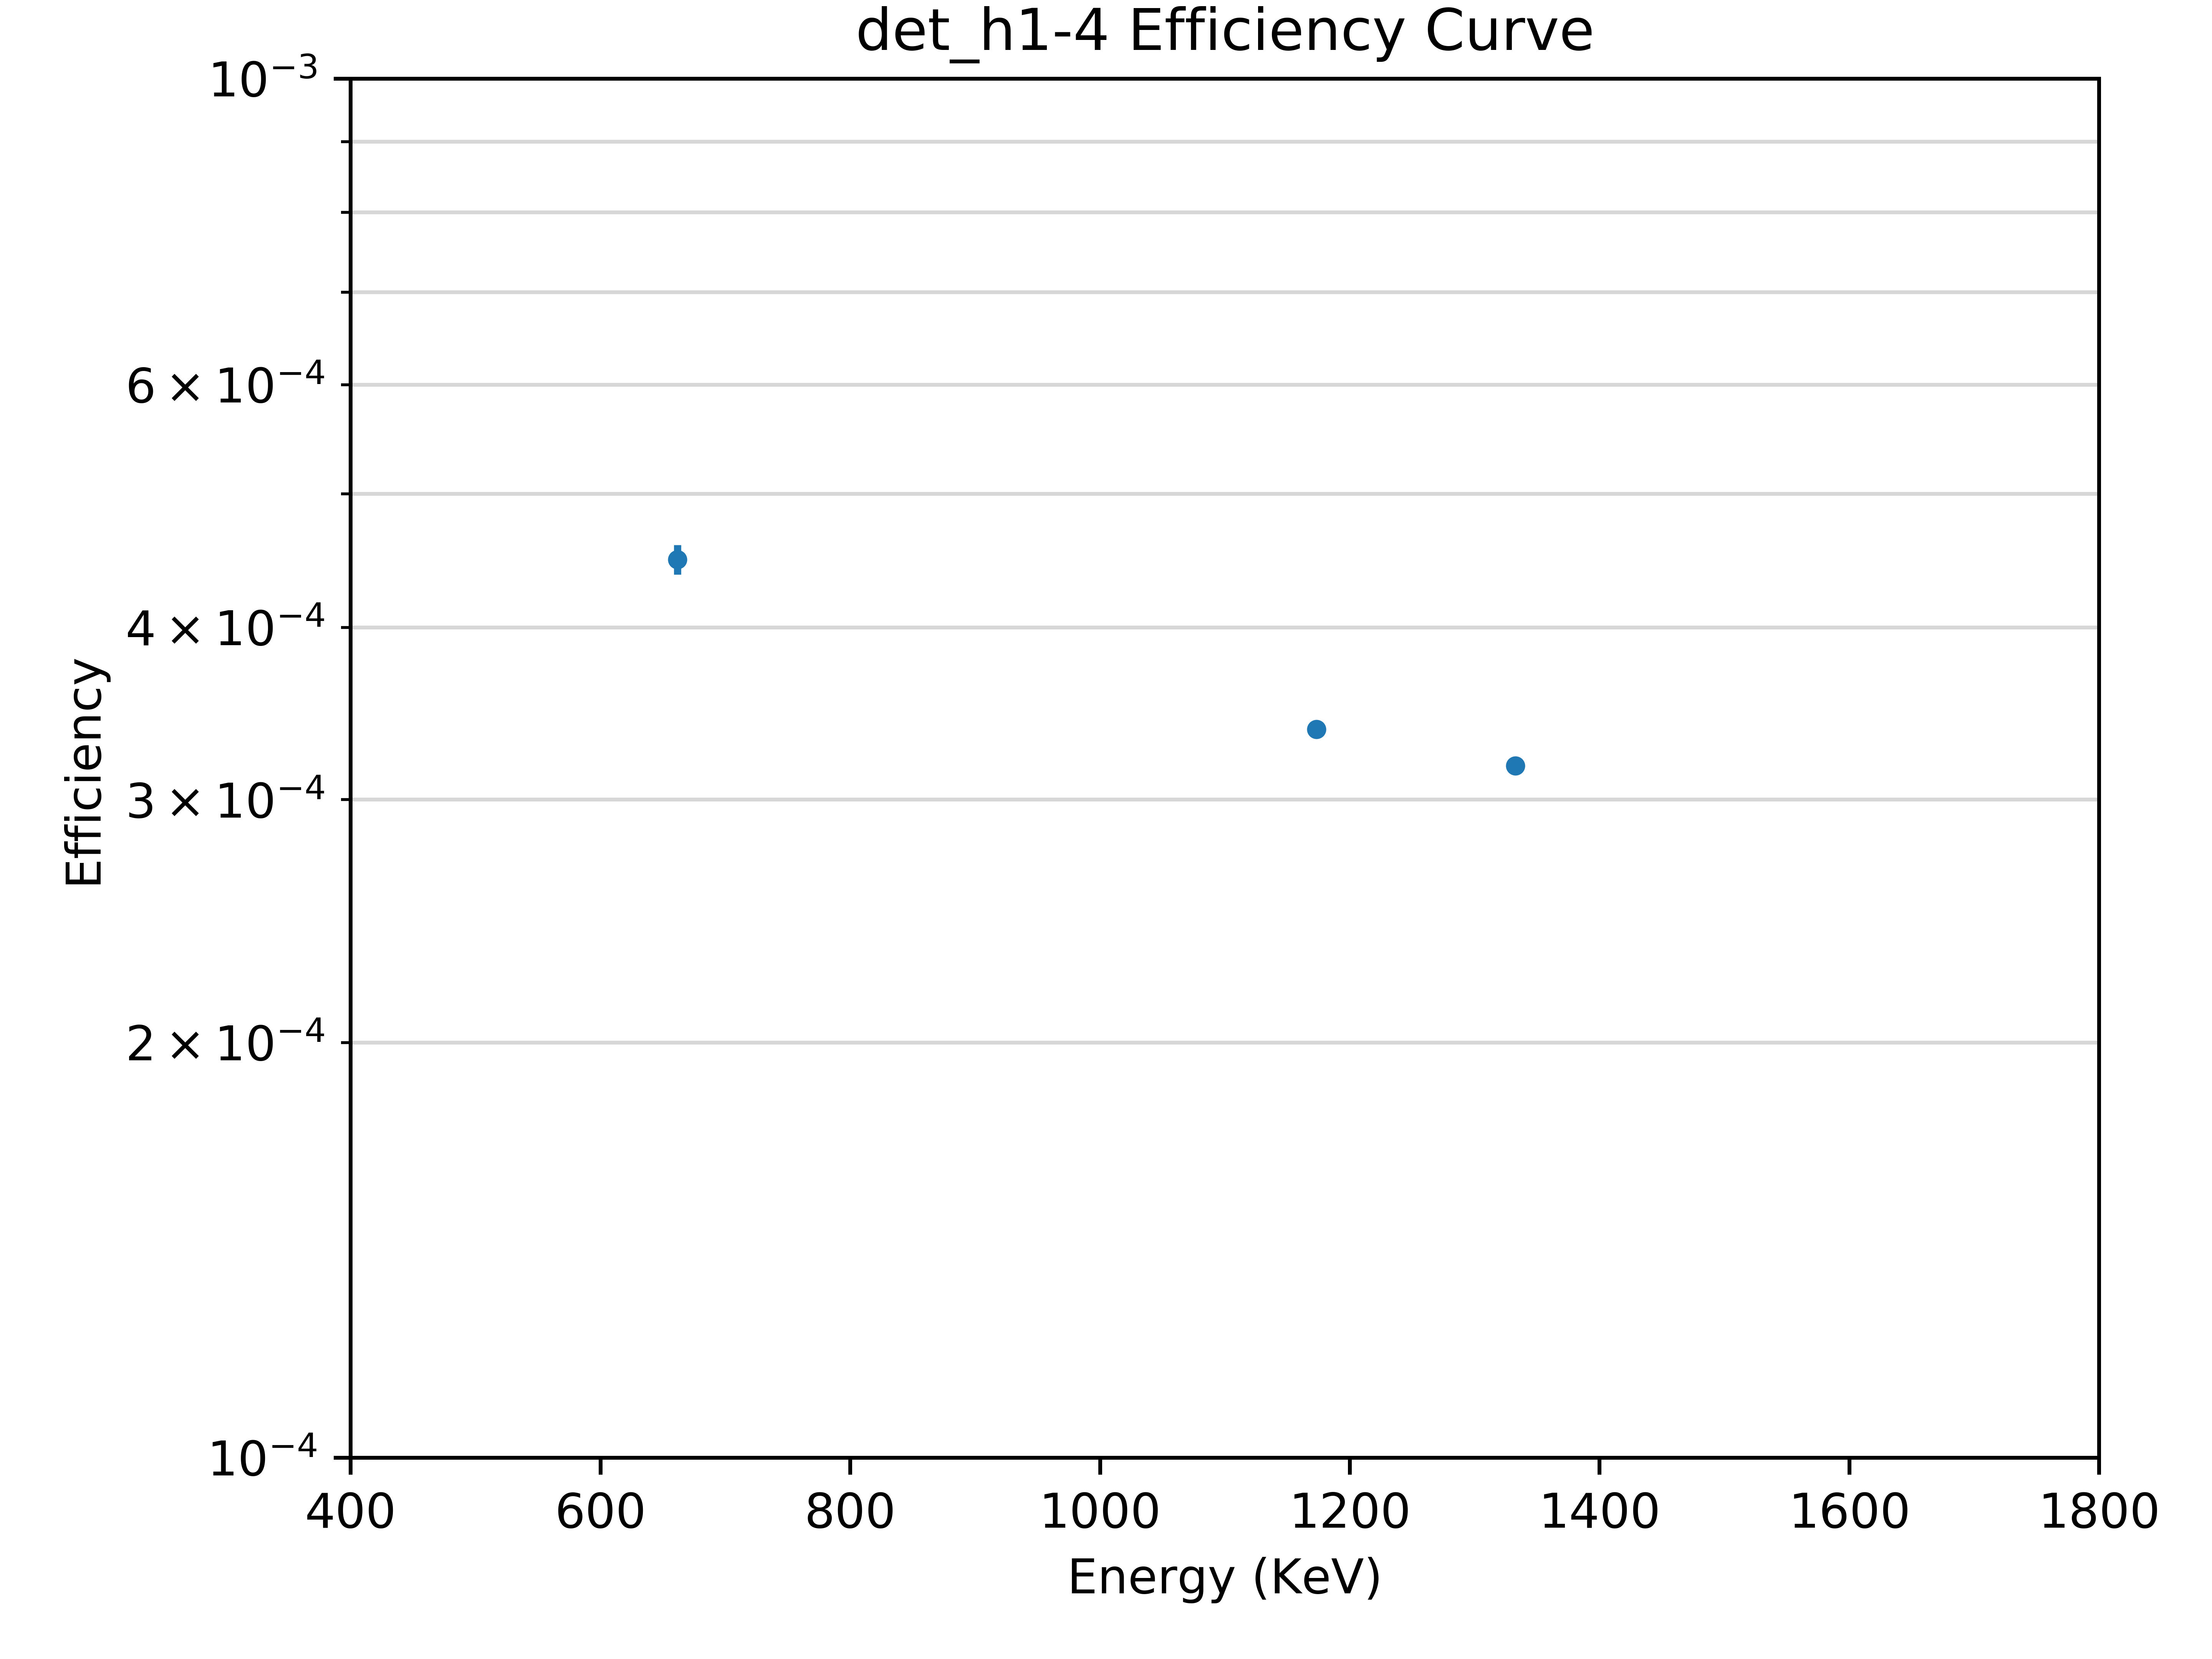 det_h1-4 Efficiency Curve
10⁻³
6 × 10⁻⁴
4 × 10⁻⁴
3 × 10⁻⁴
2 × 10⁻⁴
10⁻⁴
Efficiency
400 600 800 1000 1200 1400 1600 1800
Energy (KeV)